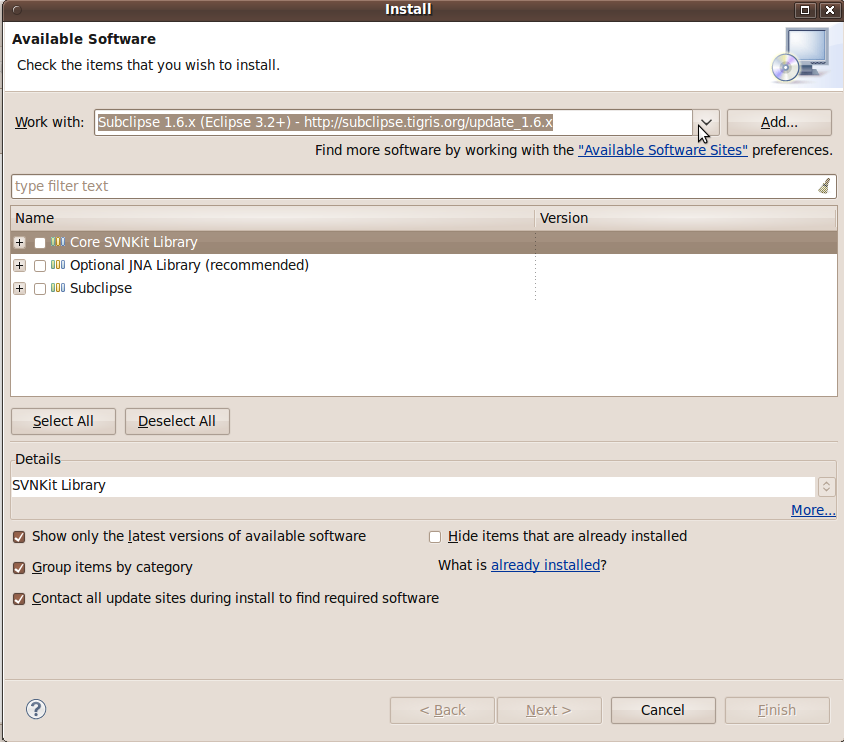 Install
Available Software
Check the items that you wish to install.
Work with: Subclipse 1.6.x (Eclipse 3.2+) - http://subclipse.tigris.org/update_1.6.x Add...
Find more software by working with the "Available Software Sites" preferences.
type filter text
Name Version
Core SVNKit Library
Optional JNA Library (recommended)
Subclipse
Select All Deselect All
Details
SVNKit Library
More...
Show only the latest versions of available software Hide items that are already installed
Group items by category What is already installed?
Contact all update sites during install to find required software
? < Back Next > Cancel Finish